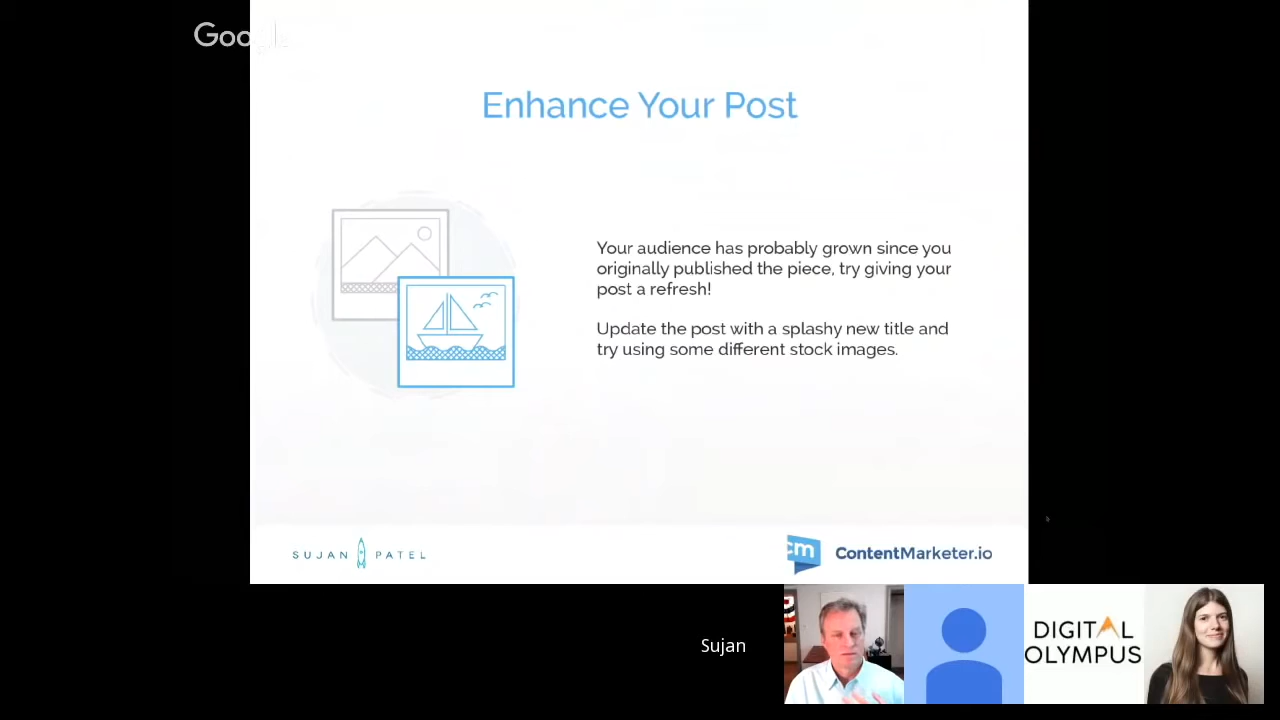 Google
Enhance Your Post
Your audience has probably grown since you
originally published the piece, try giving your
post a refresh!
Update the post with a splashy new title and
try using some different stock images.
SUJAN PATEL
cm ContentMarketer.io
Sujan
DIGITAL
OLYMPUS